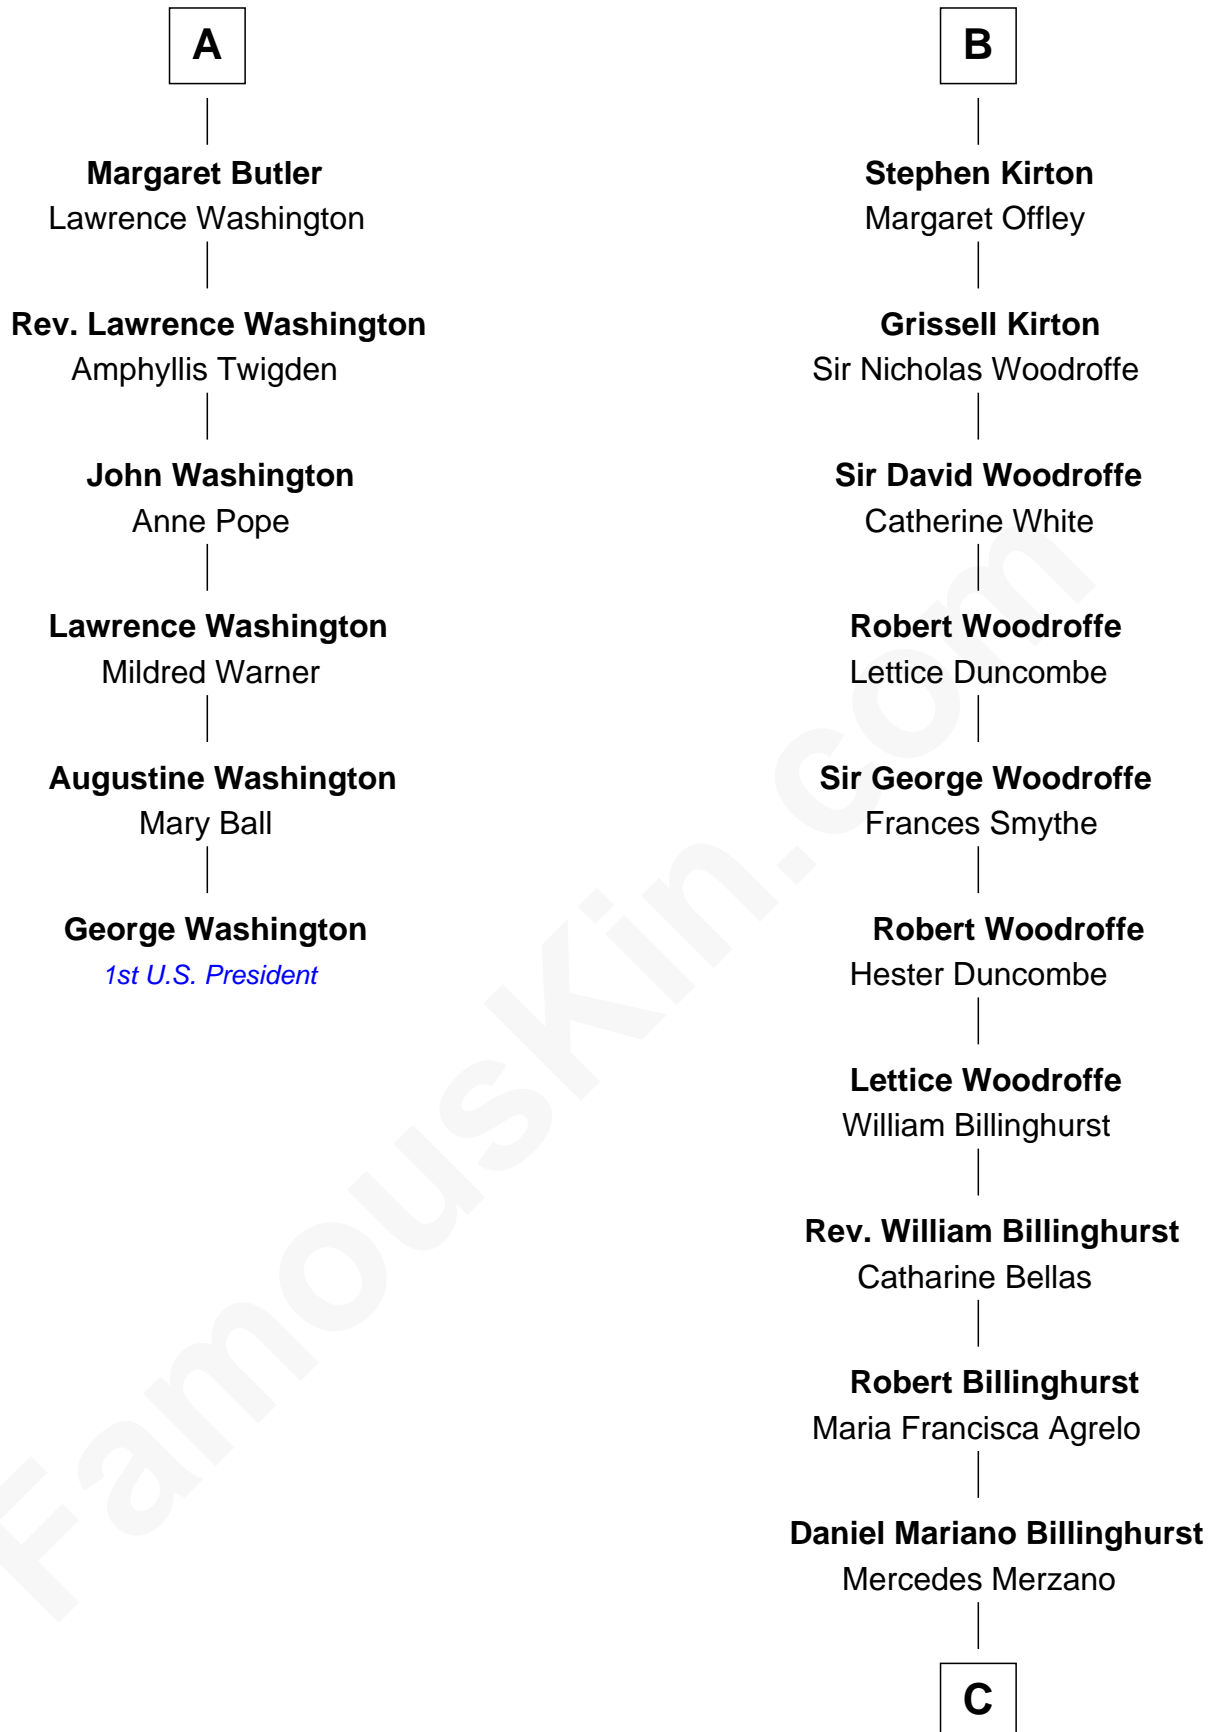 A
Margaret Butler
Lawrence Washington
Rev. Lawrence Washington
Amphyllis Twigden
John Washington
Anne Pope
Lawrence Washington
Mildred Warner
Augustine Washington
Mary Ball
George Washington
1st U.S. President
B
Stephen Kirton
Margaret Offley
Grissell Kirton
Sir Nicholas Woodroffe
Sir David Woodroffe
Catherine White
Robert Woodroffe
Lettice Duncombe
Sir George Woodroffe
Frances Smythe
Robert Woodroffe
Hester Duncombe
Lettice Woodroffe
William Billinghurst
Rev. William Billinghurst
Catharine Bellas
Robert Billinghurst
Maria Francisca Agrelo
Daniel Mariano Billinghurst
Mercedes Merzano
C
FamousKin.com